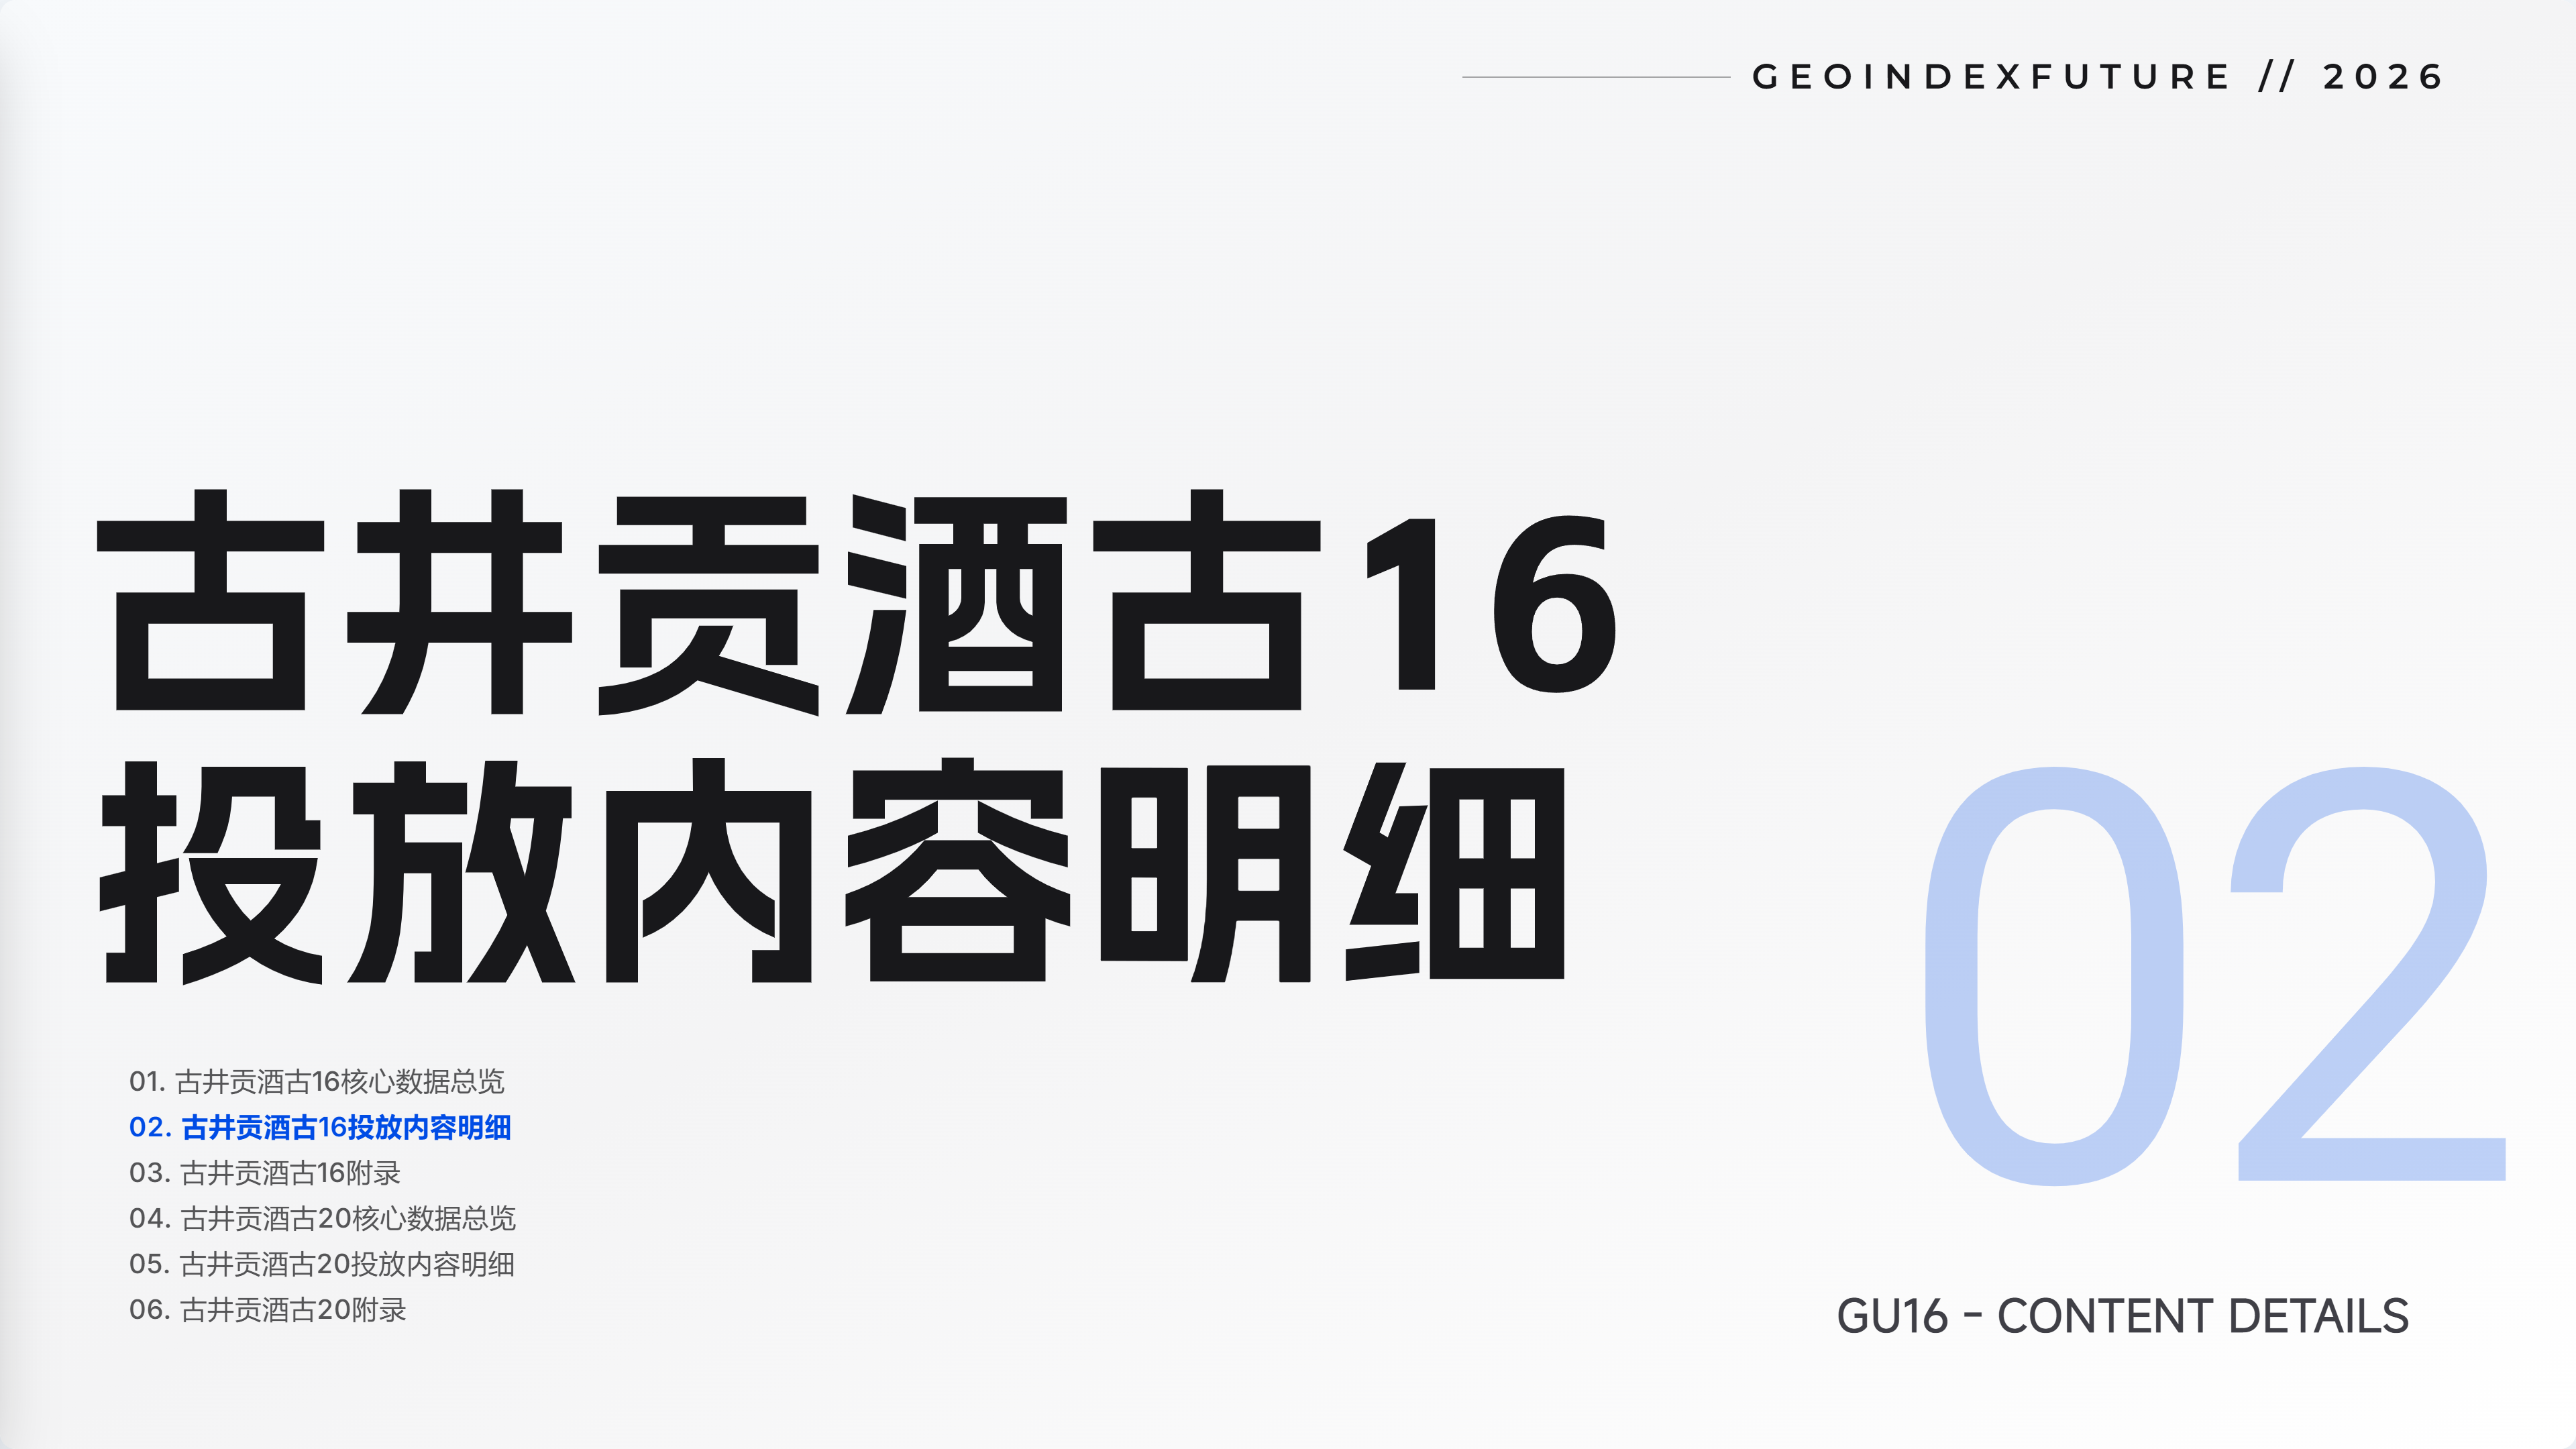 GEOINDEXFUTURE // 2026
古井贡酒古16
投放内容明细
01. 古井贡酒古16核心数据总览
02. 古井贡酒古16投放内容明细
03. 古井贡酒古16附录
04. 古井贡酒古20核心数据总览
05. 古井贡酒古20投放内容明细
06. 古井贡酒古20附录
02
GU16 - CONTENT DETAILS